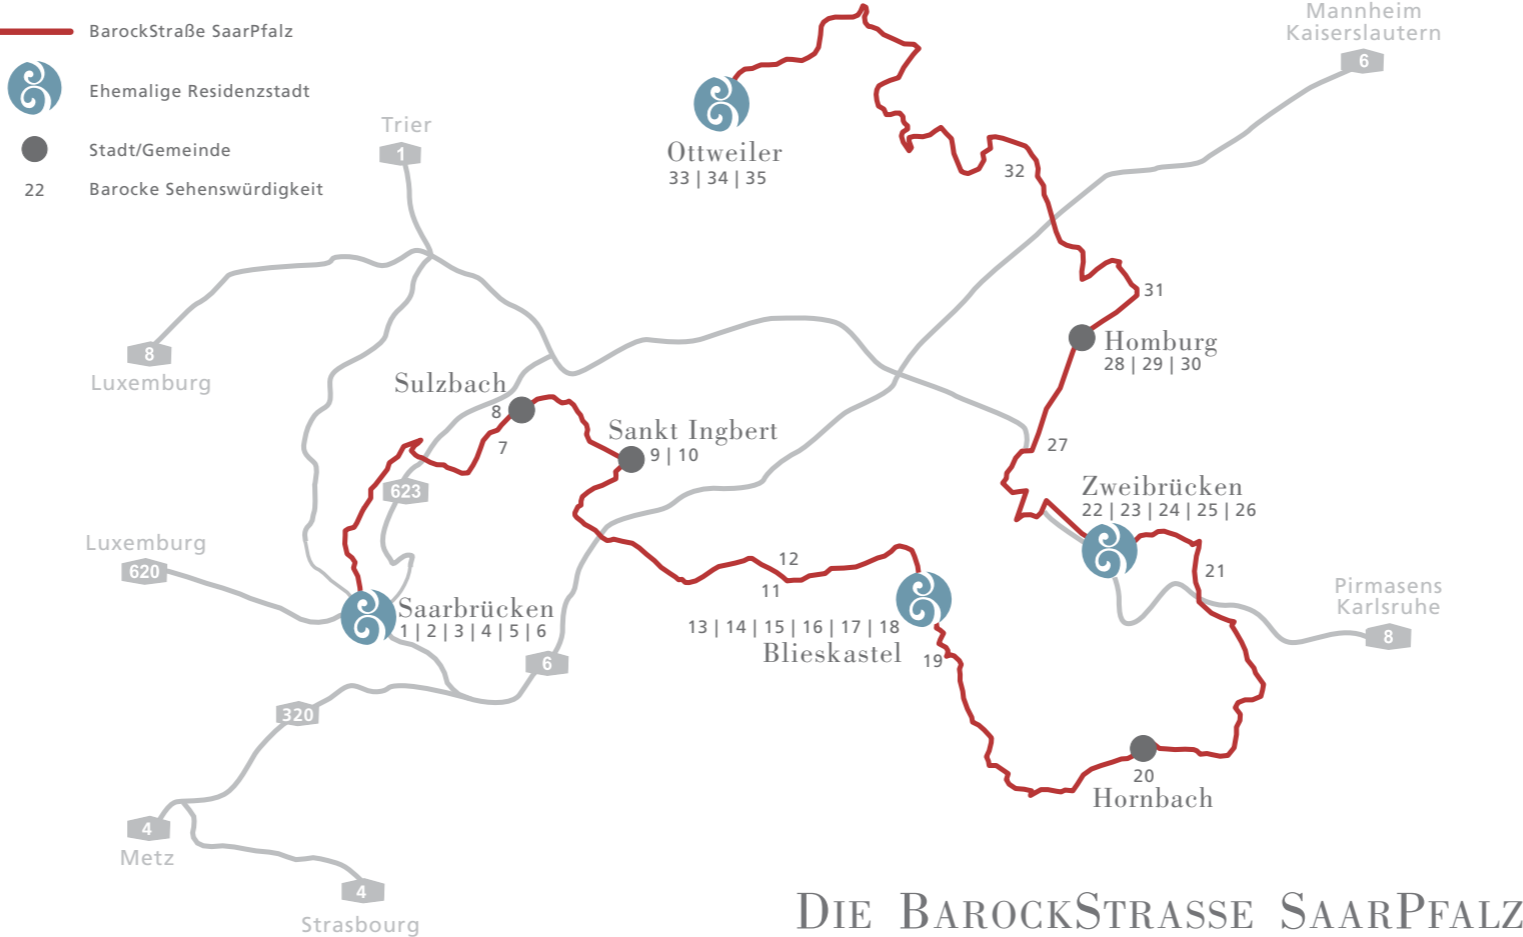 BarockStraße SaarPfalz
Ehemalige Residenzstadt
Stadt/Gemeinde
22 Barocke Sehenswürdigkeit
Mannheim
Kaiserslautern
6
Trier
1
Ottweiler
33 | 34 | 35
32
31
8
Luxemburg
Homburg
28 | 29 | 30
Sulzbach
8
7
Sankt Ingbert
9 | 10
27
623
Zweibrücken
22 | 23 | 24 | 25 | 26
Luxemburg
620
12
11
21
Saarbrücken
1 | 2 | 3 | 4 | 5 | 6
13 | 14 | 15 | 16 | 17 | 18
Blieskastel
19
Pirmasens
Karlsruhe
8
6
320
20
Hornbach
4
Metz
4
Strasbourg
DIE BAROCKSTRASSE SAARPFALZ